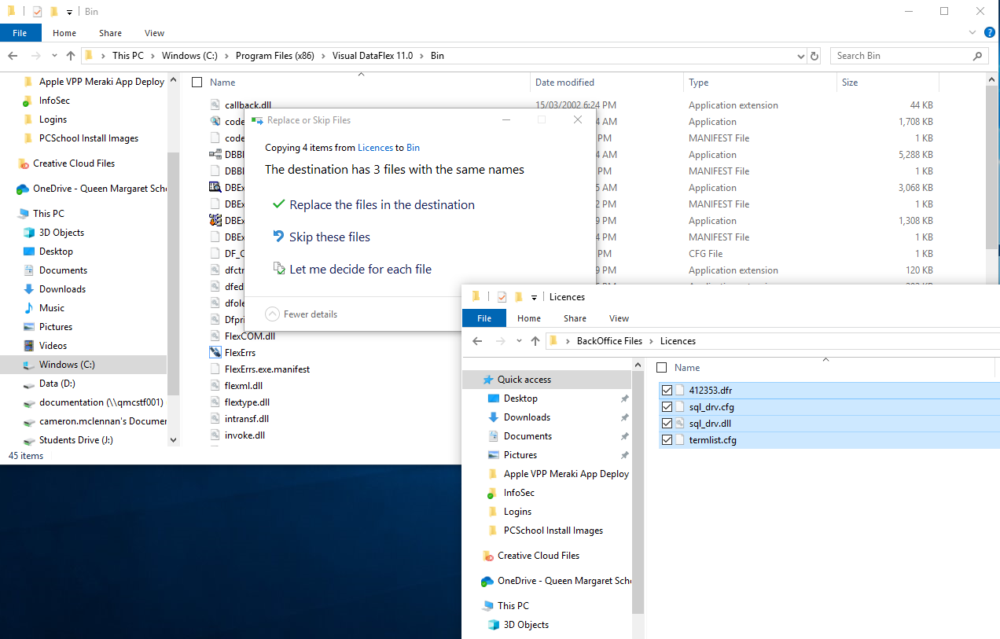 Bin
File Home Share View
This PC Windows (C:) Program Files (x86) Visual DataFlex 11.0 Bin Search Bin
Apple VPP Meraki App Deploy
InfoSec
Logins
PCSchool Install Images
Creative Cloud Files
OneDrive - Queen Margaret Sch
This PC
3D Objects
Desktop
Documents
Downloads
Music
Pictures
Videos
Windows (C:)
Data (D:)
documentation (\\qmcstf001)
cameron.mclennan's Documer
Students Drive (J:)
45 items
Name Date modified Type Size
callback.dll 15/03/2002 6:24 PM Application extension 44 KB
code 4 AM Application 1,708 KB
code PM MANIFEST File 1 KB
DBBl 4 AM Application 5,288 KB
DBBl PM MANIFEST File 1 KB
DBEx 5 AM Application 3,068 KB
DBEx 2 PM MANIFEST File 1 KB
DBEx 9 PM Application 1,308 KB
DBEx 4 PM MANIFEST File 1 KB
DF_C PM CFG File 1 KB
dfctr 9 PM Application extension 120 KB
dfed
dfole
Dfpri
FlexCOM.dll
FlexErrs
FlexErrs.exe.manifest
flexml.dll
flextype.dll
intransf.dll
invoke.dll
Replace or Skip Files
Copying 4 items from Licences to Bin
The destination has 3 files with the same names
Replace the files in the destination
Skip these files
Let me decide for each file
Fewer details
Licences
File Home Share View
BackOffice Files Licences
Quick access
Desktop
Downloads
Documents
Pictures
Apple VPP Meraki App Deploy
InfoSec
Logins
PCSchool Install Images
Creative Cloud Files
OneDrive - Queen Margaret Sch
This PC
3D Objects
Name
412353.dfr
sql_drv.cfg
sql_drv.dll
termlist.cfg